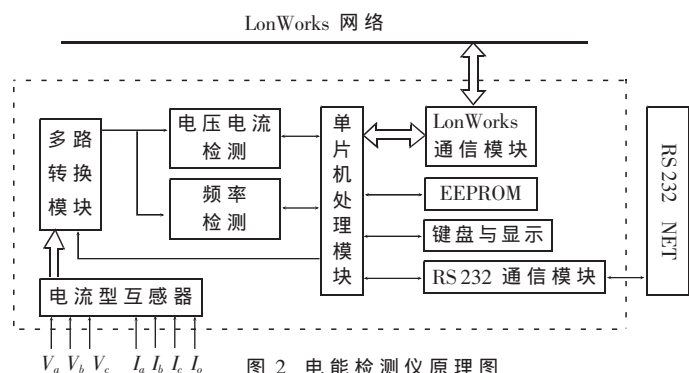 LonWorks 网络
多路
转换
模块
电压电流
检测
频率
检测
单
片
机
处
理
模
块
LonWorks
通信模块
EEPROM
键盘与显示
RS 232 通信模块
RS232 NET
电流型互感器
Va Vb Vc Ia Ib Ic Io
图 2 电能检测仪原理图